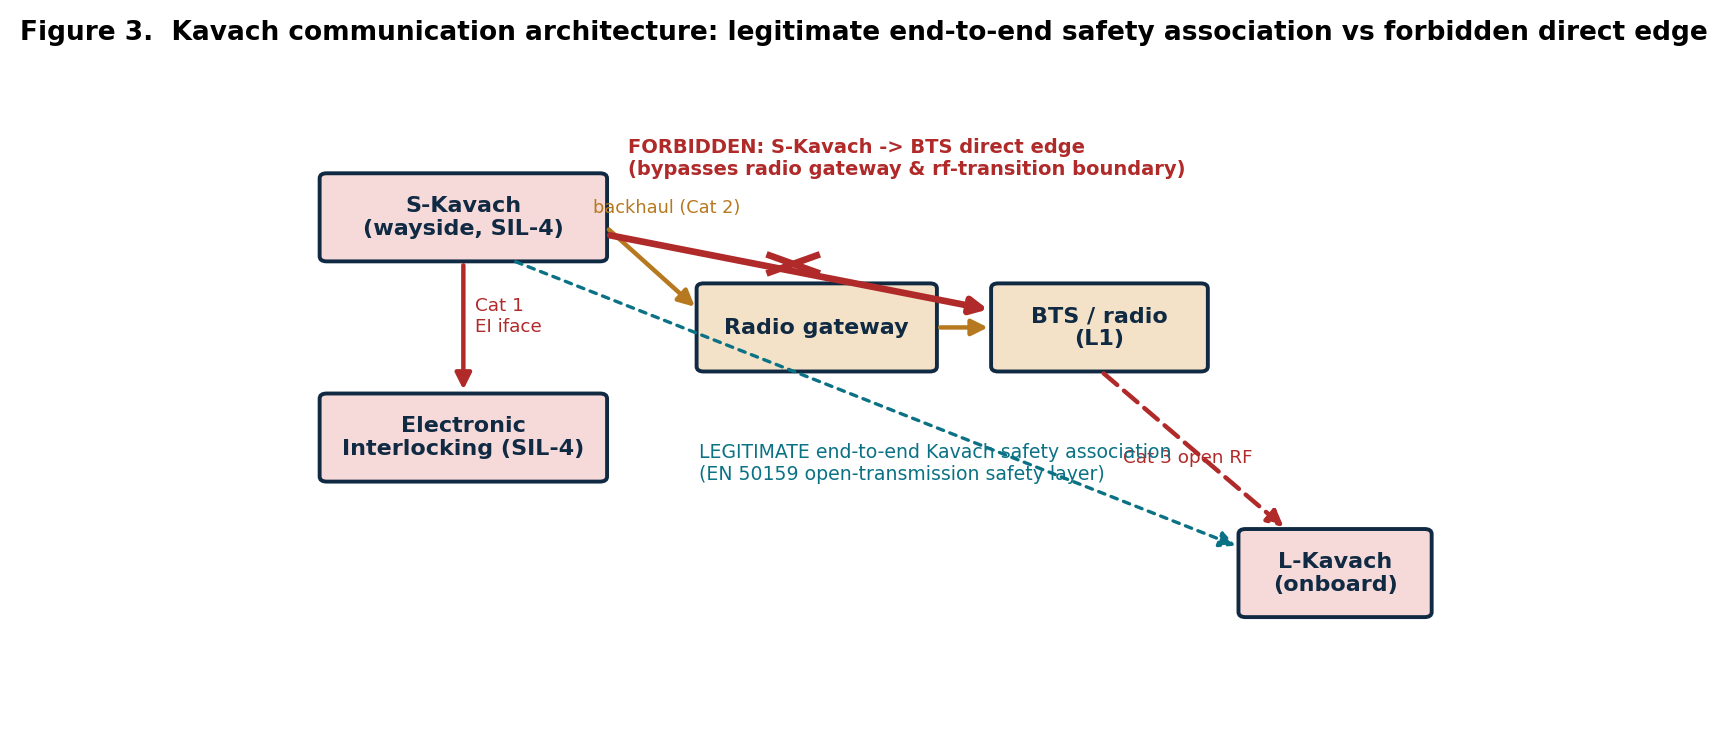 Figure 3.  Kavach communication architecture: legitimate end-to-end safety association vs forbidden direct edge
FORBIDDEN: S-Kavach -> BTS direct edge
(bypasses radio gateway & rf-transition boundary)
S-Kavach
(wayside, SIL-4)
backhaul (Cat 2)
Cat 1
EI iface
Radio gateway
BTS / radio
(L1)
Electronic
Interlocking (SIL-4)
LEGITIMATE end-to-end Kavach safety association
(EN 50159 open-transmission safety layer)
Cat 3 open RF
L-Kavach
(onboard)